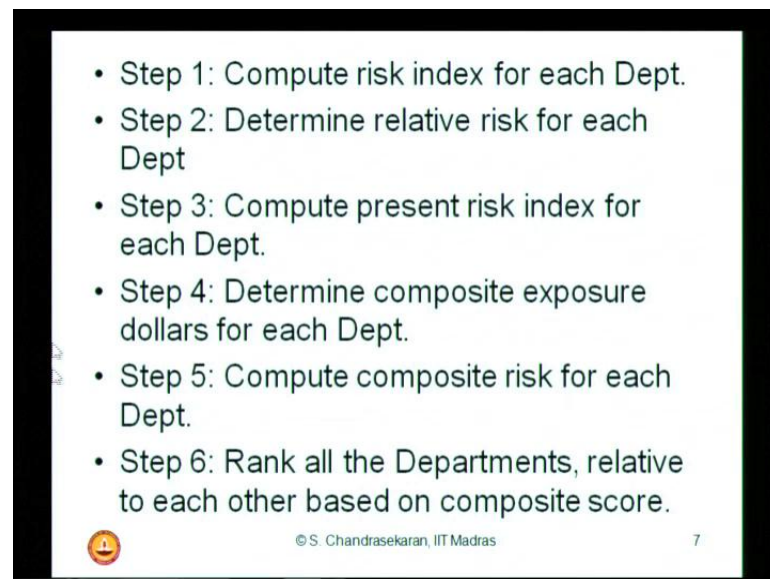 • Step 1: Compute risk index for each Dept.
• Step 2: Determine relative risk for each
Dept
• Step 3: Compute present risk index for
each Dept.
• Step 4: Determine composite exposure
dollars for each Dept.
• Step 5: Compute composite risk for each
Dept.
• Step 6: Rank all the Departments, relative
to each other based on composite score.
© S. Chandrasekaran, IIT Madras
7